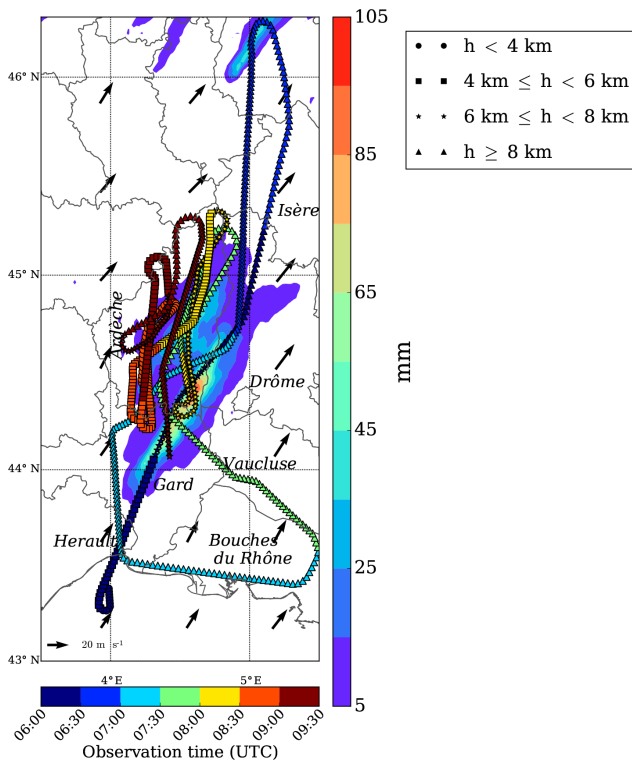 105
h < 4 km
4 km ≤ h < 6 km
46° N
6 km ≤ h < 8 km
85
h ≥ 8 km
Isère
45° N
65
Ardèche
mm
Drôme
45
44° N
Vaucluse
Gard
Herault
Bouches
du Rhône
25
20 m s⁻¹
43° N
4° E
5° E
5
06:00
06:30
07:00
07:30
08:00
08:30
09:00
09:30
Observation time (UTC)